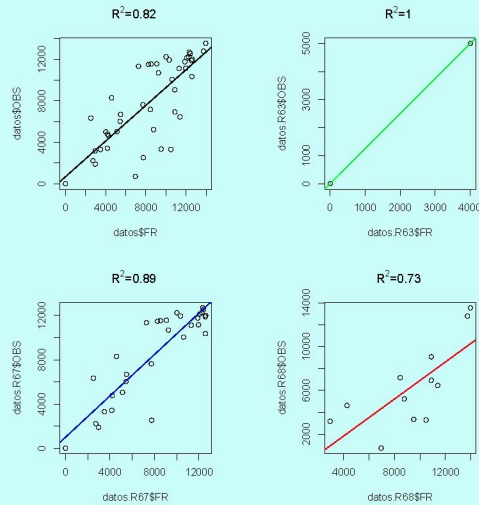 R²=0.82
datos$OBS
0 4000 8000 12000
0 4000 8000 12000
datos$FR
R²=1
datos.R63$OBS
0 1000 3000 5000
0 1000 2000 3000 4000
datos.R63$FR
R²=0.89
datos.R67$OBS
0 4000 8000 12000
0 4000 8000 12000
datos.R67$FR
R²=0.73
datos.R68$OBS
2000 6000 10000 14000
4000 8000 12000
datos.R68$FR